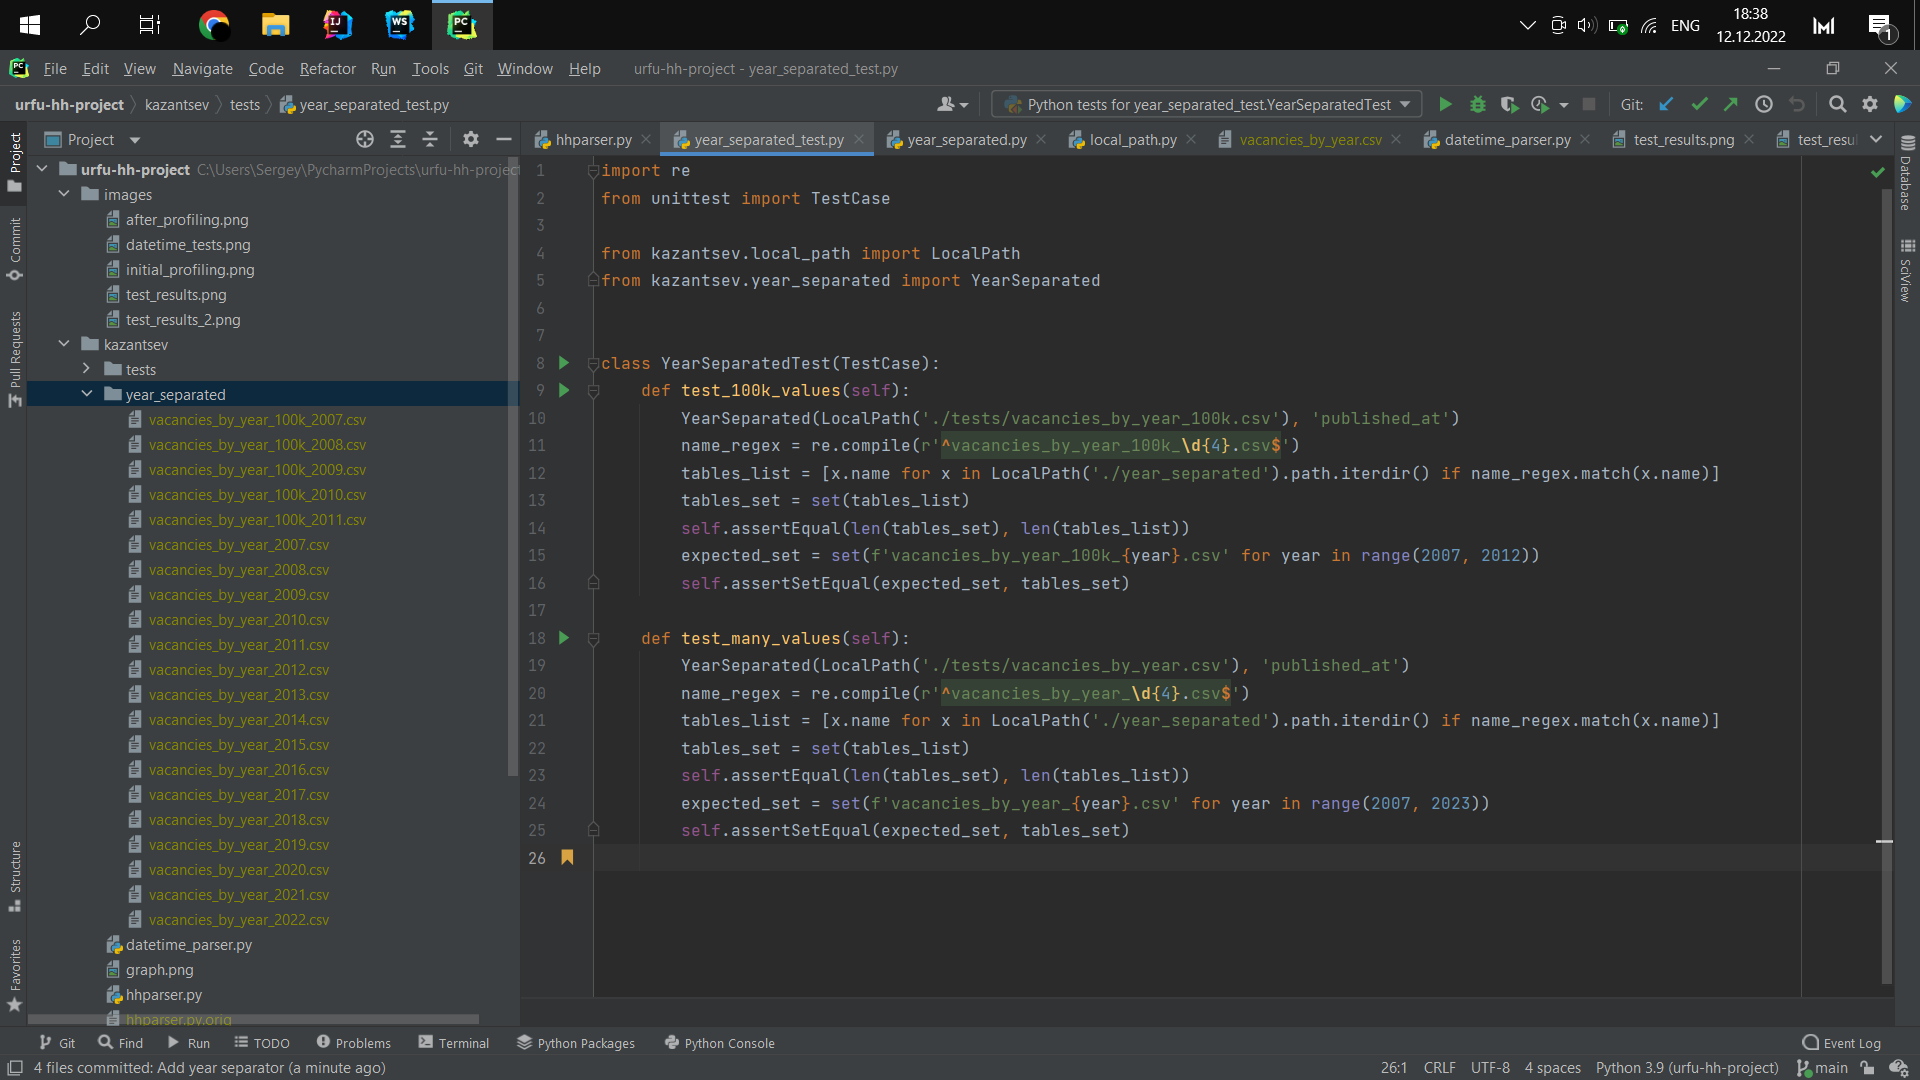 ENG
18:38
12.12.2022
1
File Edit View Navigate Code Refactor Run Tools Git Window Help urfu-hh-project - year_separated_test.py
urfu-hh-project kazantsev tests year_separated_test.py
Python tests for year_separated_test.YearSeparatedTest
Git:
Project
hhparser.py year_separated_test.py year_separated.py local_path.py vacancies_by_year.csv datetime_parser.py test_results.png test_resu
urfu-hh-project C:\Users\Sergey\PycharmProjects\urfu-hh-project
images
after_profiling.png
datetime_tests.png
initial_profiling.png
test_results.png
test_results_2.png
kazantsev
tests
year_separated
vacancies_by_year_100k_2007.csv
vacancies_by_year_100k_2008.csv
vacancies_by_year_100k_2009.csv
vacancies_by_year_100k_2010.csv
vacancies_by_year_100k_2011.csv
vacancies_by_year_2007.csv
vacancies_by_year_2008.csv
vacancies_by_year_2009.csv
vacancies_by_year_2010.csv
vacancies_by_year_2011.csv
vacancies_by_year_2012.csv
vacancies_by_year_2013.csv
vacancies_by_year_2014.csv
vacancies_by_year_2015.csv
vacancies_by_year_2016.csv
vacancies_by_year_2017.csv
vacancies_by_year_2018.csv
vacancies_by_year_2019.csv
vacancies_by_year_2020.csv
vacancies_by_year_2021.csv
vacancies_by_year_2022.csv
datetime_parser.py
graph.png
hhparser.py
hhparser.py.orig
Project
Commit
Pull Requests
Structure
Favorites
1 import re
2 from unittest import TestCase
3
4 from kazantsev.local_path import LocalPath
5 from kazantsev.year_separated import YearSeparated
6
7
8 class YearSeparatedTest(TestCase):
9 def test_100k_values(self):
10 YearSeparated(LocalPath('./tests/vacancies_by_year_100k.csv'), 'published_at')
11 name_regex = re.compile(r'^vacancies_by_year_100k_\d{4}.csv$')
12 tables_list = [x.name for x in LocalPath('./year_separated').path.iterdir() if name_regex.match(x.name)]
13 tables_set = set(tables_list)
14 self.assertEqual(len(tables_set), len(tables_list))
15 expected_set = set(f'vacancies_by_year_100k_{year}.csv' for year in range(2007, 2012))
16 self.assertSetEqual(expected_set, tables_set)
17
18 def test_many_values(self):
19 YearSeparated(LocalPath('./tests/vacancies_by_year.csv'), 'published_at')
20 name_regex = re.compile(r'^vacancies_by_year_\d{4}.csv$')
21 tables_list = [x.name for x in LocalPath('./year_separated').path.iterdir() if name_regex.match(x.name)]
22 tables_set = set(tables_list)
23 self.assertEqual(len(tables_set), len(tables_list))
24 expected_set = set(f'vacancies_by_year_{year}.csv' for year in range(2007, 2023))
25 self.assertSetEqual(expected_set, tables_set)
26
Database
SciView
Git Find Run TODO Problems Terminal Python Packages Python Console Event Log
4 files committed: Add year separator (a minute ago) 26:1 CRLF UTF-8 4 spaces Python 3.9 (urfu-hh-project) main